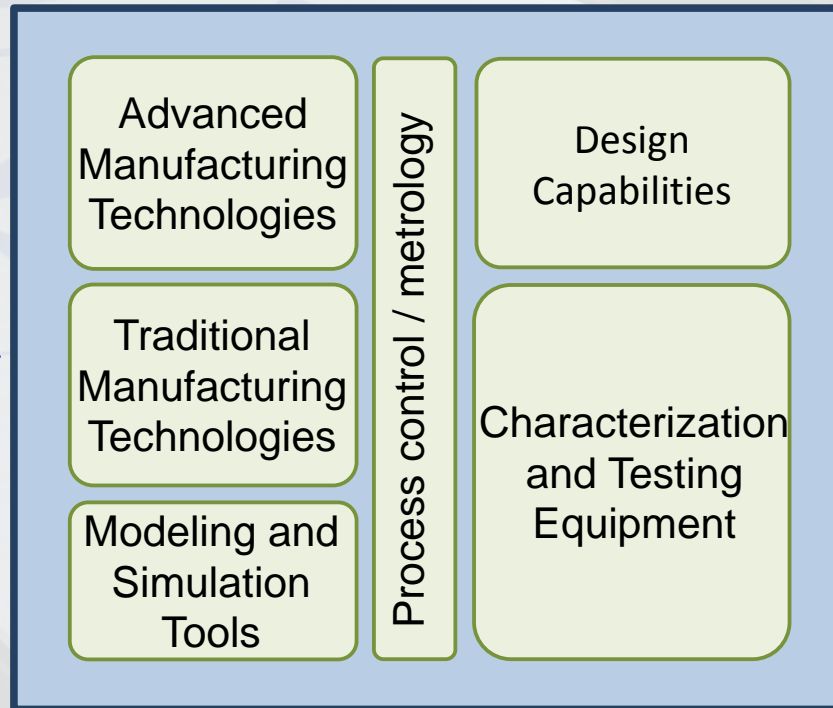 Advanced
Manufacturing
Technologies
Traditional
Manufacturing
Technologies
Modeling and
Simulation
Tools
Process control / metrology
Design
Capabilities
Characterization
and Testing
Equipment